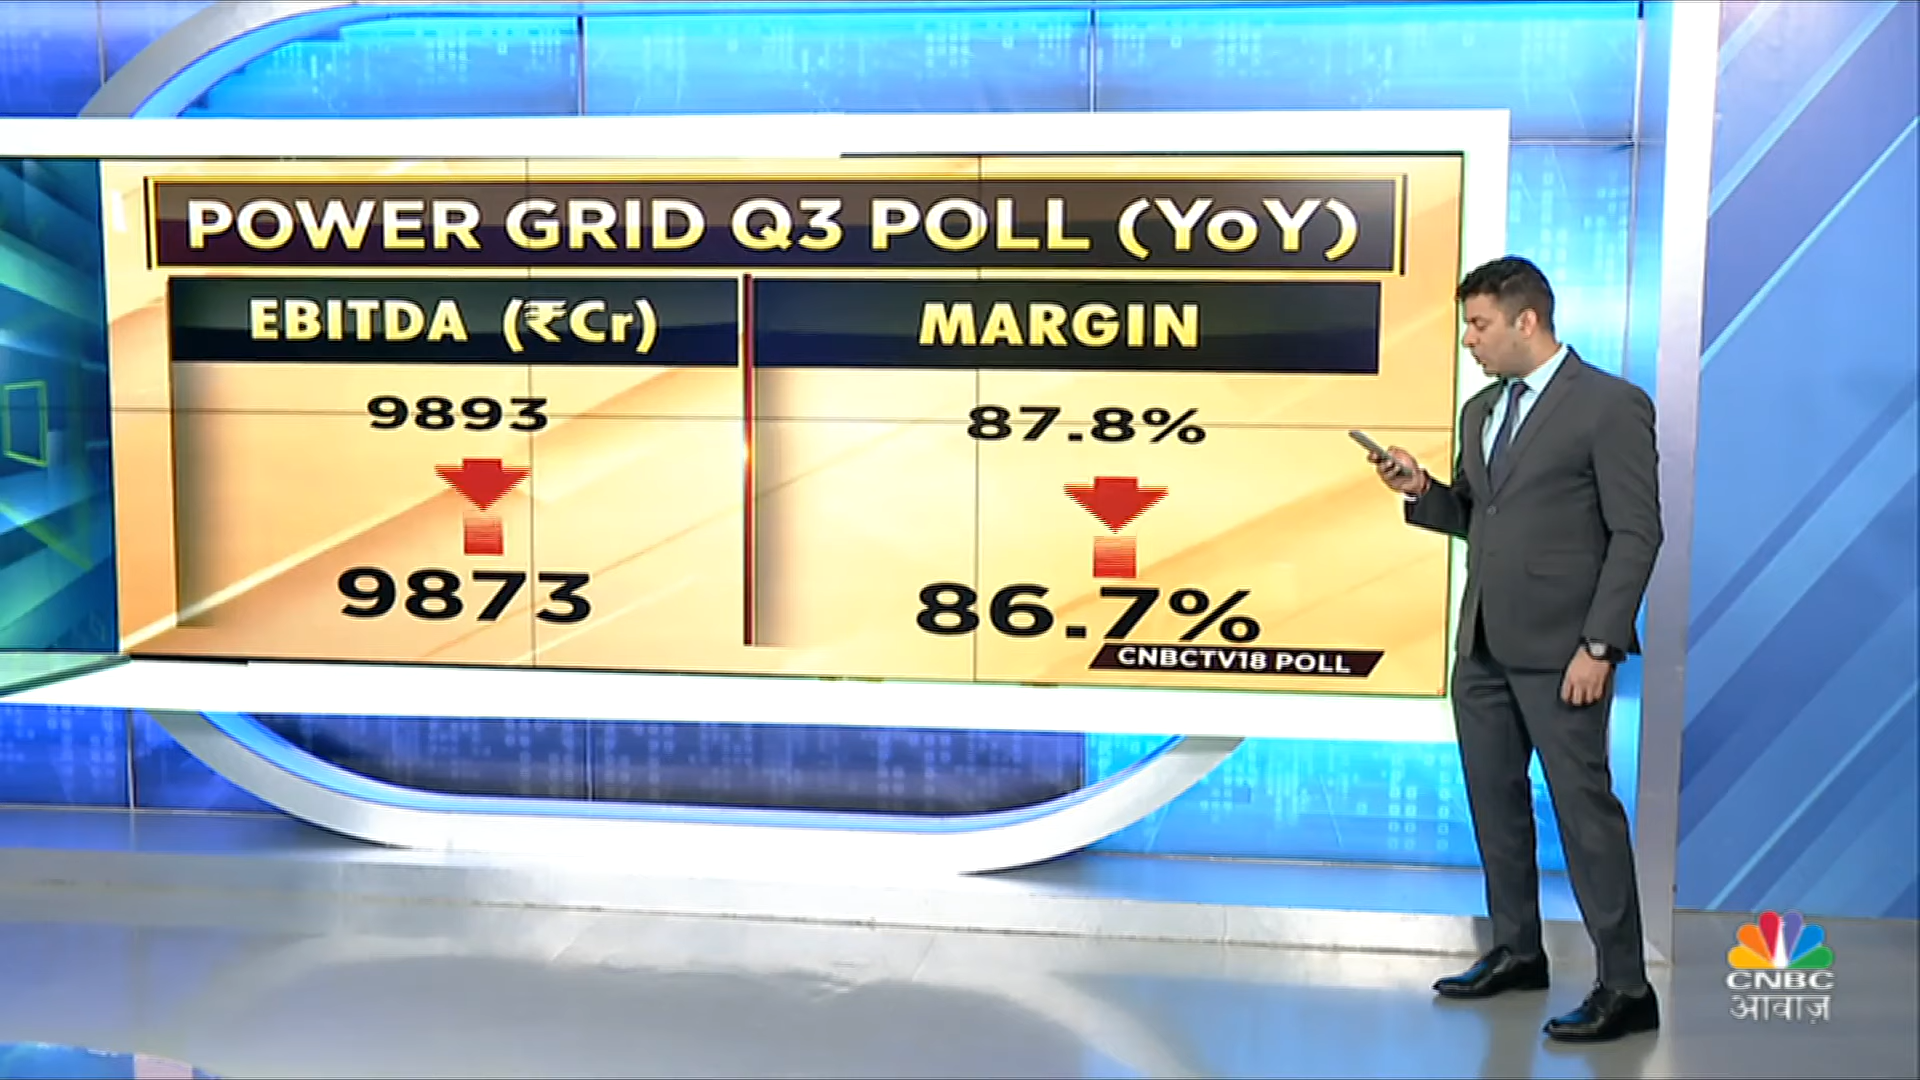 POWER GRID Q3 POLL (YoY)
EBITDA (₹Cr)
MARGIN
9893
87.8%
9873
86.7%
CNBCTV18 POLL
CNBC
आवाज़